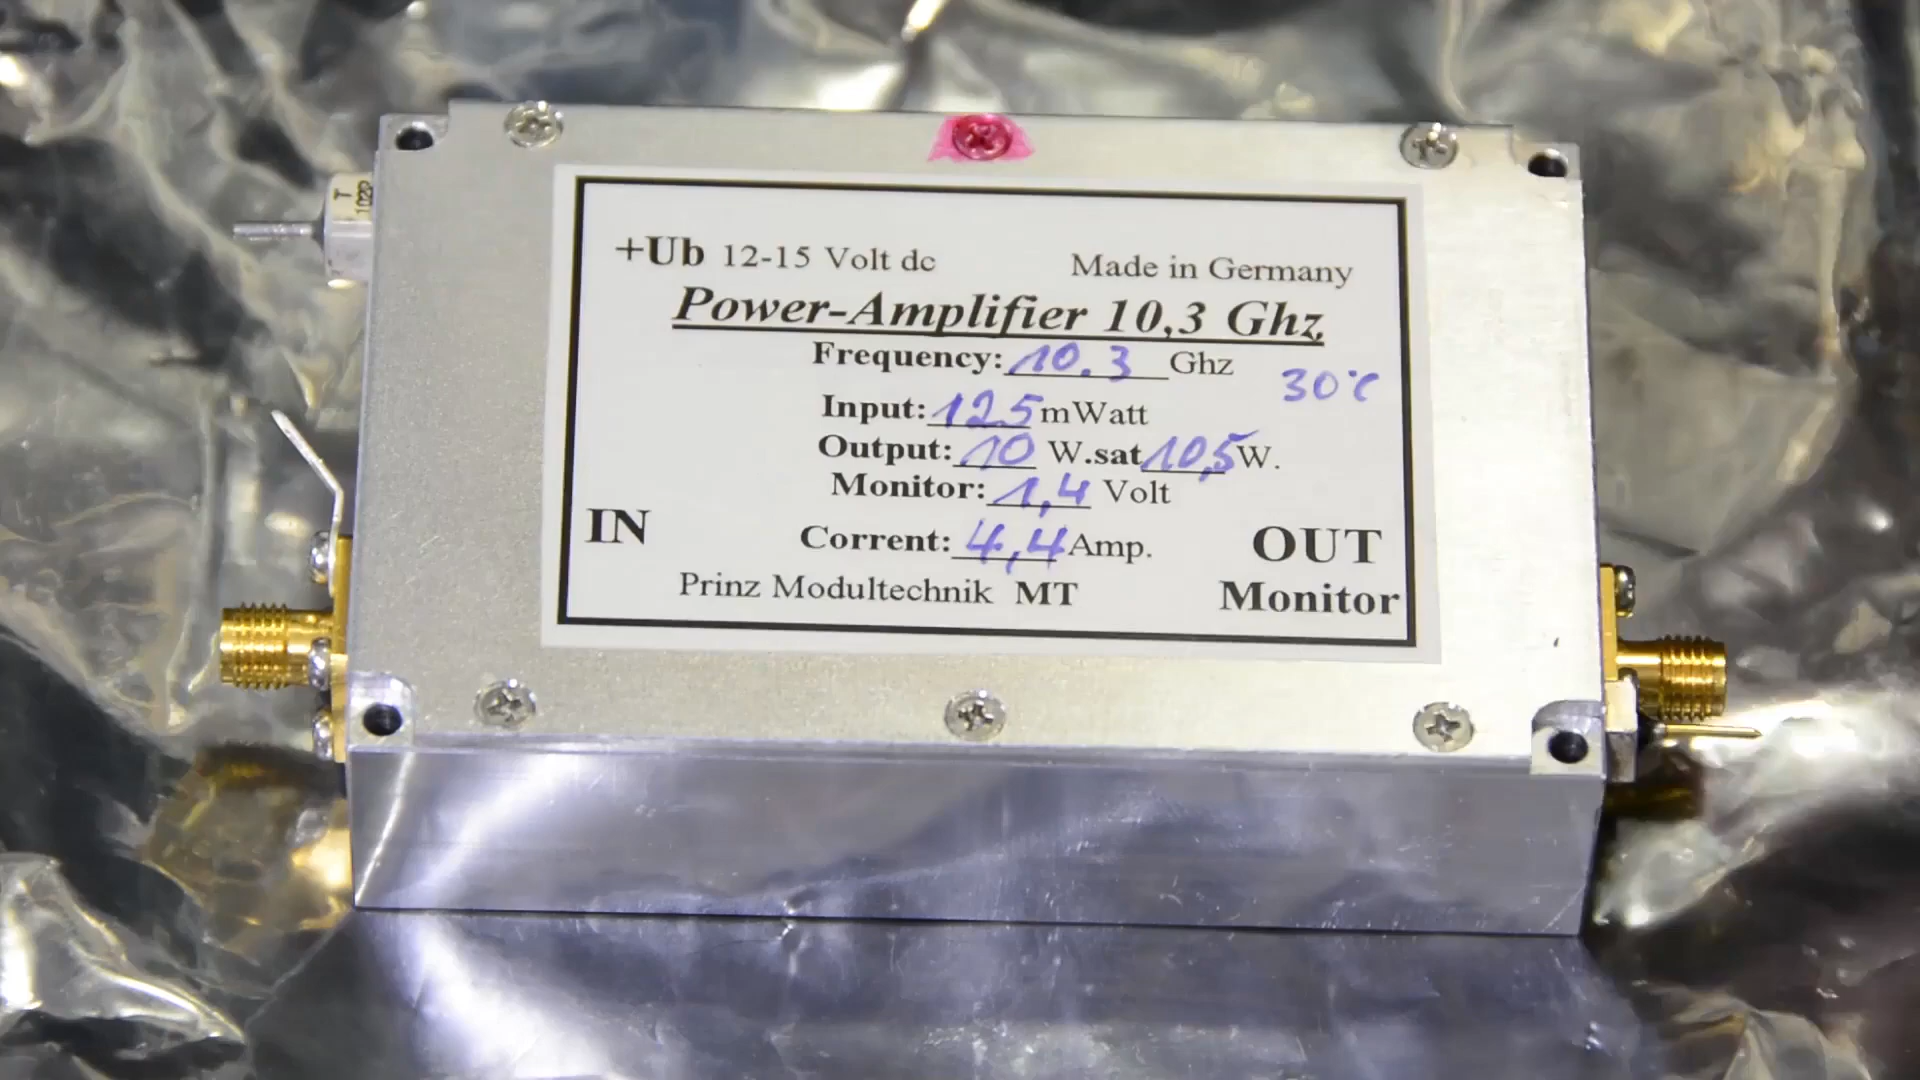 T
102P
+Ub 12-15 Volt dc Made in Germany
Power-Amplifier 10,3 Ghz
Frequency: 10.3 Ghz 30°C
Input: 125 mWatt
Output: 10 W.sat 10,5 W.
Monitor: 1,4 Volt
IN Corrent: 4,4 Amp. OUT
Prinz Modultechnik MT Monitor